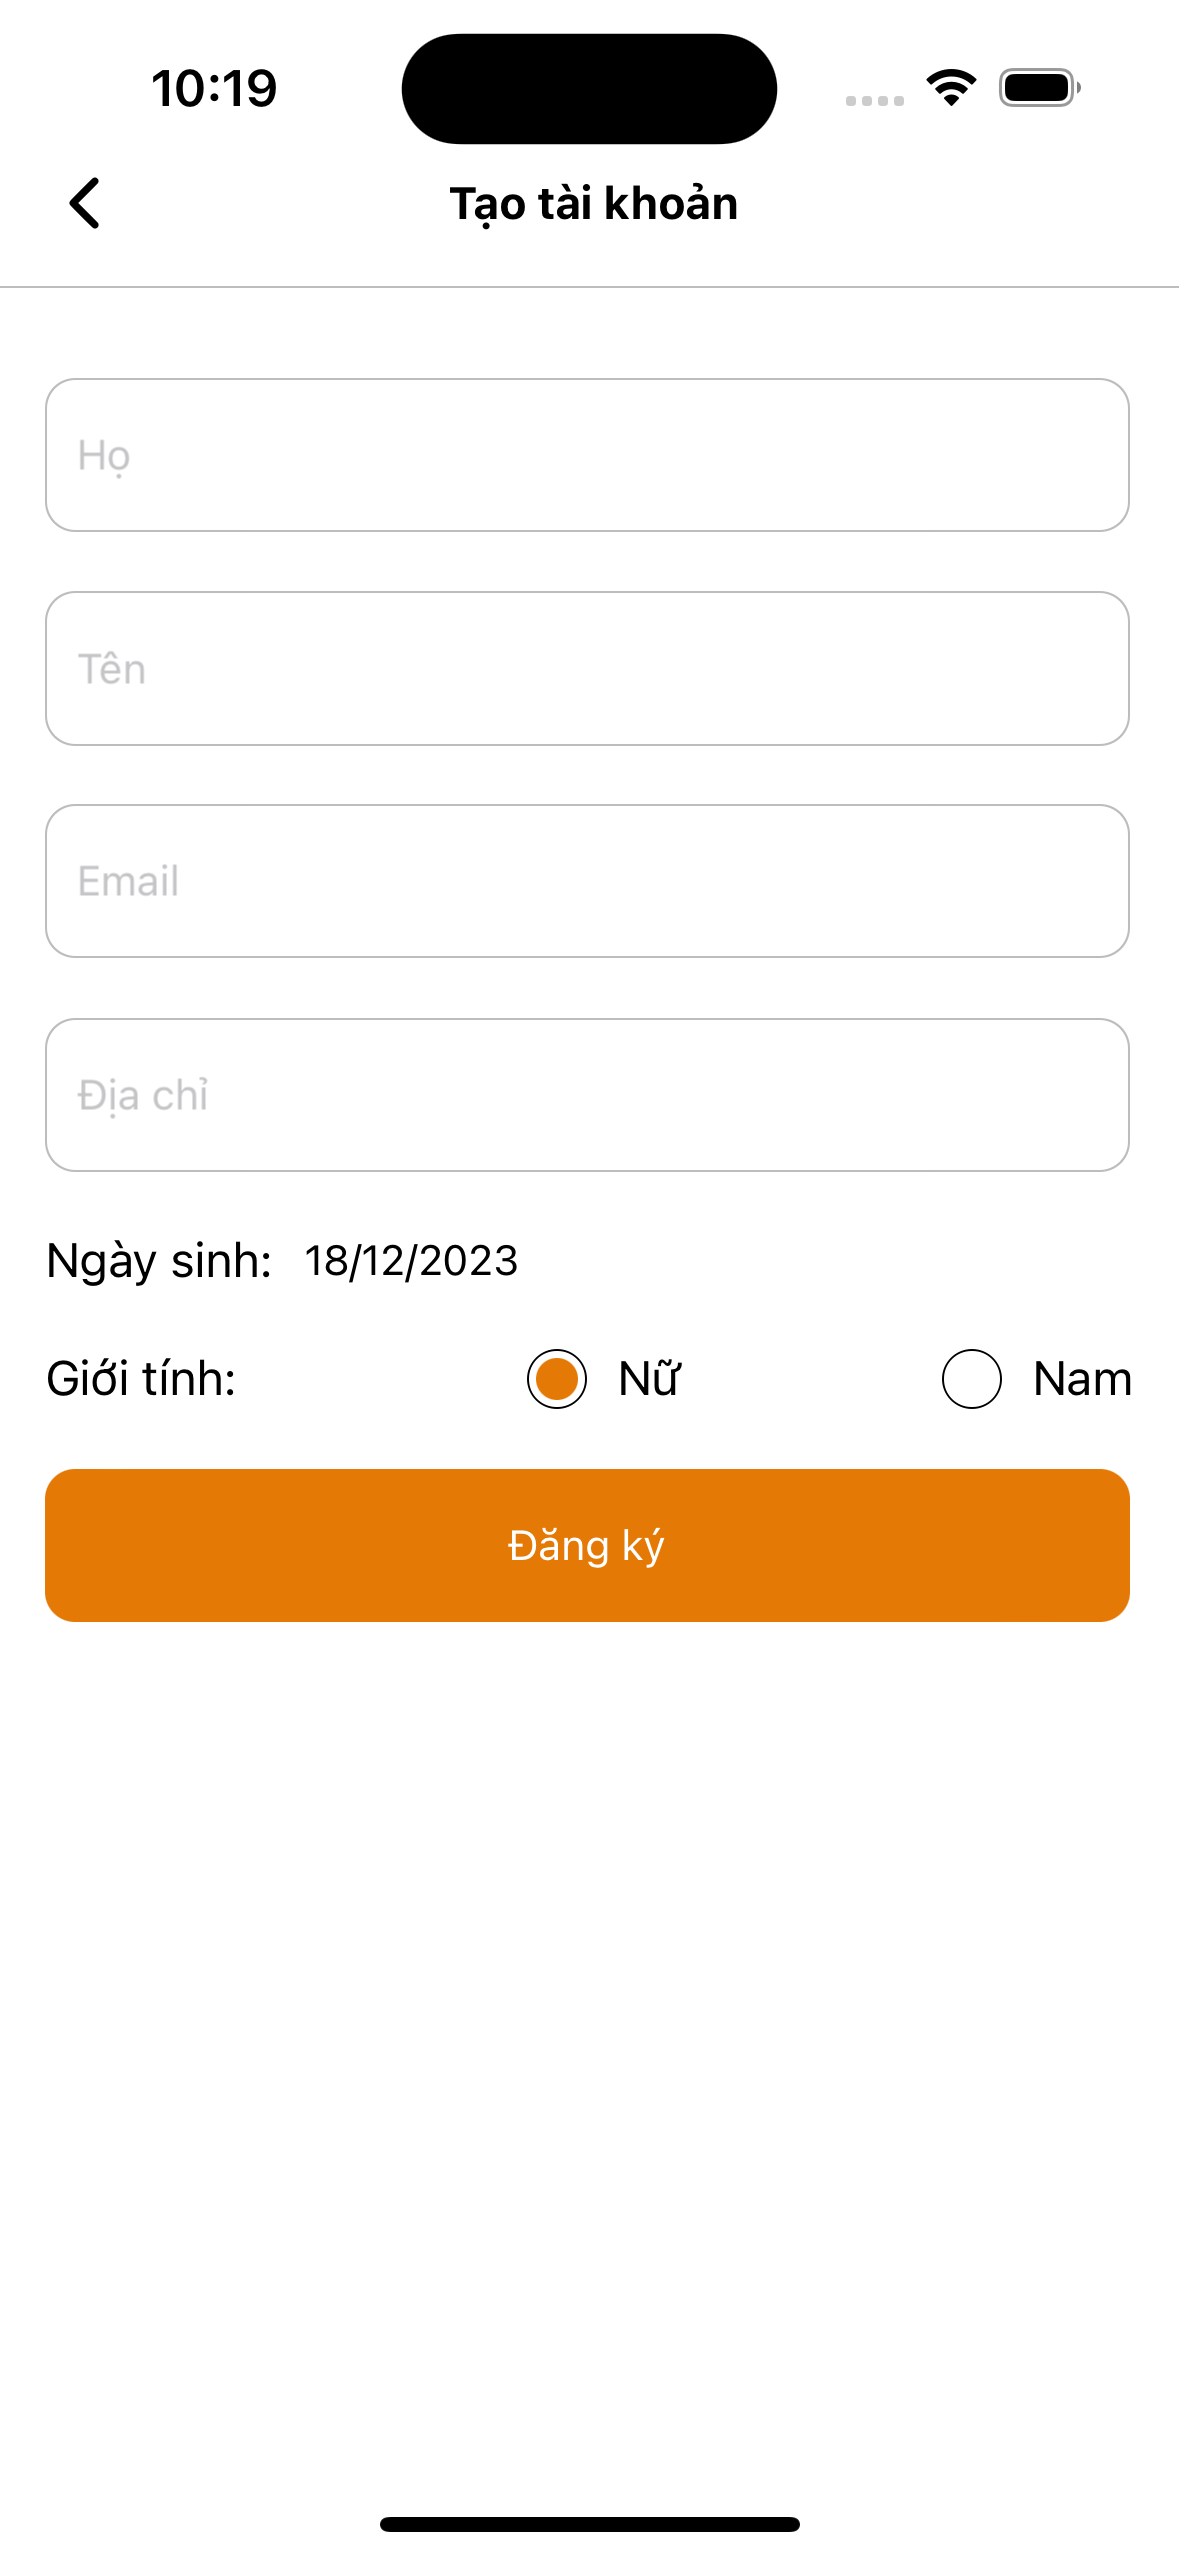 10:19
Tạo tài khoản
Họ
Tên
Email
Địa chỉ
Ngày sinh: 18/12/2023
Giới tính: Nữ Nam
Đăng ký